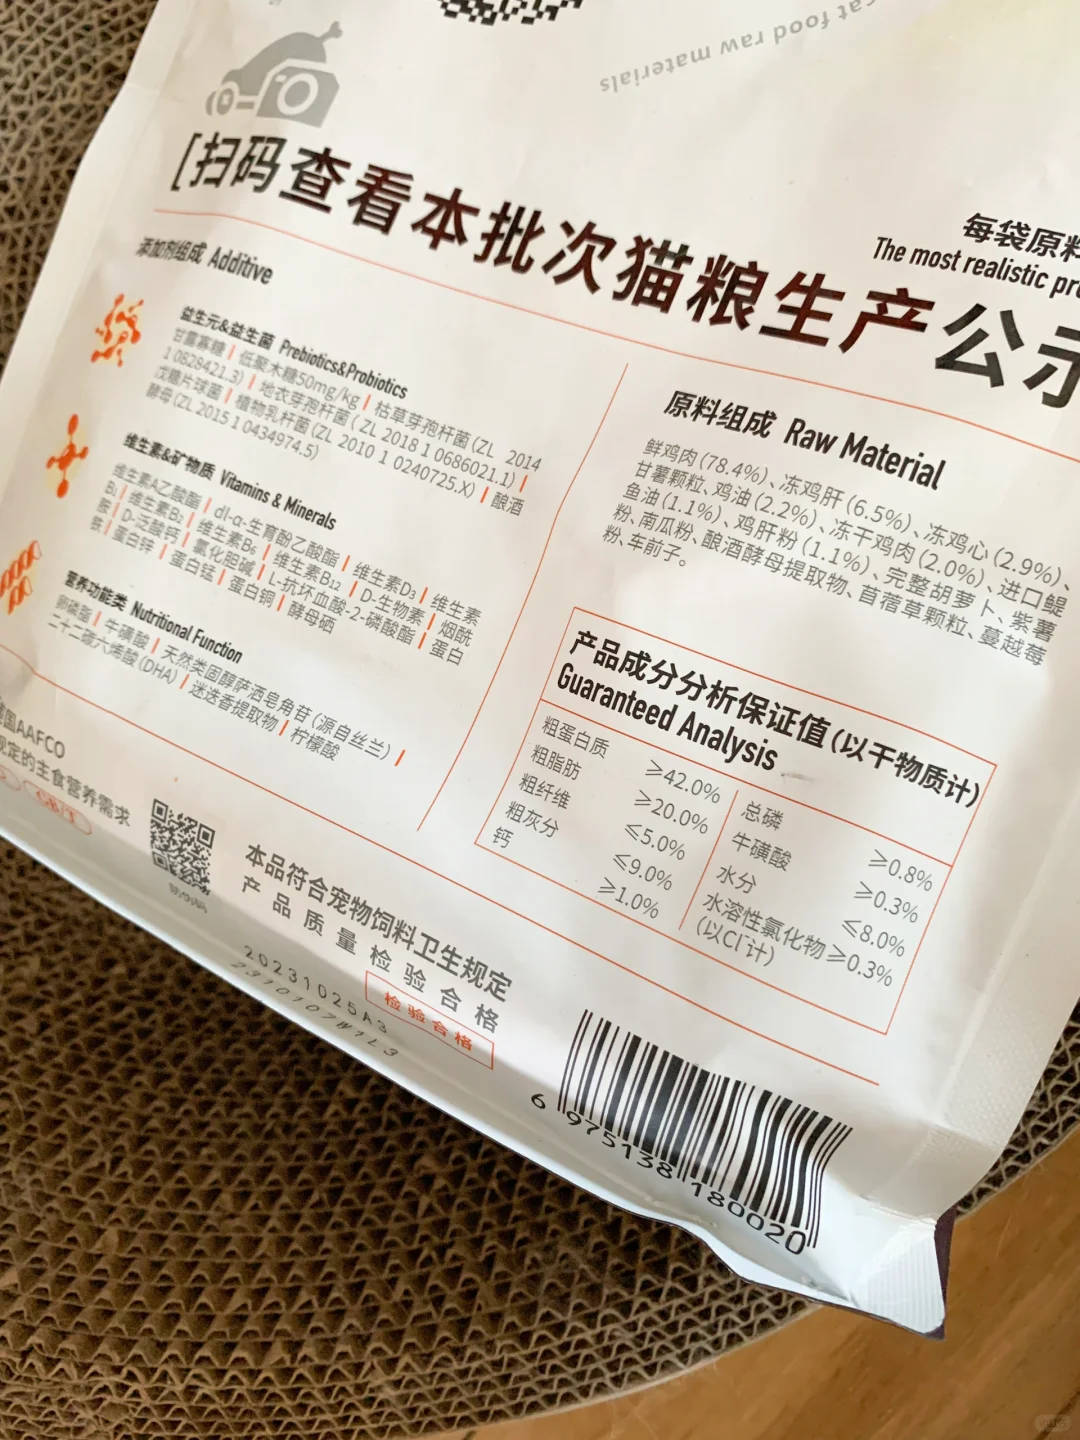 cat food raw materials
[扫码查看本批次猫粮生产公示
每袋原料
The most realistic pro
添加剂组成 Additive
益生元&益生菌 Prebiotics&Probiotics
甘露寡糖 | 低聚木糖50mg/kg | 枯草芽孢杆菌 (ZL 2014
1 0828421.3) | 地衣芽孢杆菌 ( ZL 2018 1 0686021.1) |
戊糖片球菌 | 植物乳杆菌 (ZL 2010 1 0240725.X) | 酿酒
酵母 (ZL 2015 1 0434974.5)
维生素&矿物质 Vitamins & Minerals
维生素A乙酸酯 | dl-α-生育酚乙酸酯 | 维生素D₃ | 维生素
B₁ | 维生素B₂ | 维生素B₆ | 维生素B₁₂ | D-生物素 | 烟酰
胺 | D-泛酸钙 | 氯化胆碱 | L-抗坏血酸-2-磷酸酯 | 蛋白
铁 | 蛋白锌 | 蛋白锰 | 蛋白铜 | 酵母硒
营养功能类 Nutritional Function
卵磷脂 | 牛磺酸 | 天然类固醇萨洒皂角苷 (源自丝兰) |
二十二碳六烯酸 (DHA) | 迷迭香提取物 | 柠檬酸
原料组成 Raw Material
鲜鸡肉 (78.4%)、冻鸡肝 (6.5%)、冻鸡心 (2.9%)、
甘薯颗粒、鸡油 (2.2%)、冻干鸡肉 (2.0%)、进口鳀
鱼油 (1.1%)、鸡肝粉 (1.1%)、完整胡萝卜、紫薯
粉、南瓜粉、酿酒酵母提取物、苜蓿草颗粒、蔓越莓
粉、车前子。
产品成分分析保证值 (以干物质计)
Guaranteed Analysis
粗蛋白质 ≥42.0%
粗脂肪 ≥20.0%
粗纤维 ≤5.0%
粗灰分 ≤9.0%
钙 ≥1.0%
总磷 ≥0.8%
牛磺酸 ≥0.3%
水分 ≤8.0%
水溶性氯化物 ≥0.3%
(以Cl⁻计)
国AAFCO
规定的主食营养需求
本品符合宠物饲料卫生规定
产品质量检验合格
检验合格
20231025A3
6 975138 180020